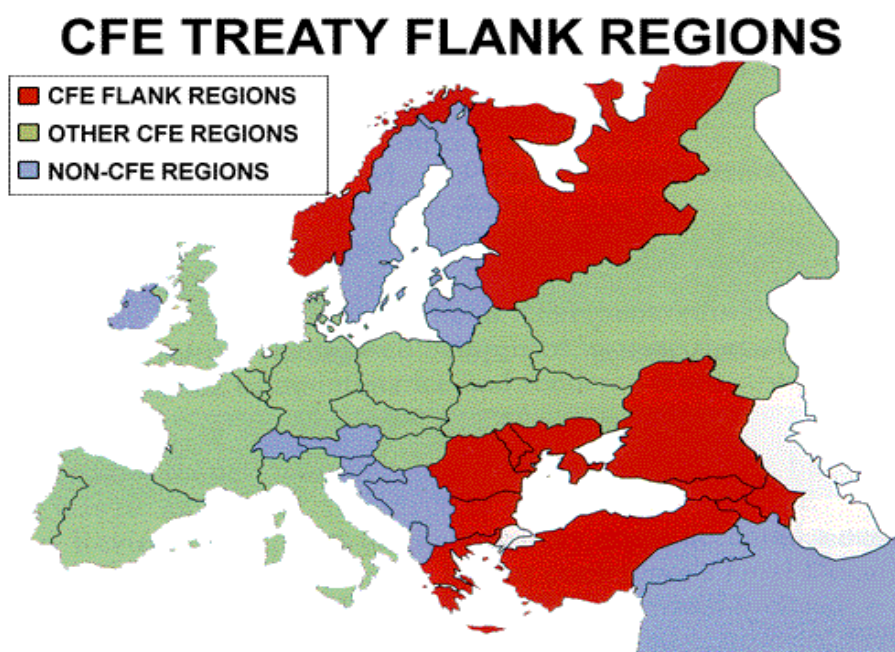 CFE TREATY FLANK REGIONS
CFE FLANK REGIONS
OTHER CFE REGIONS
NON-CFE REGIONS